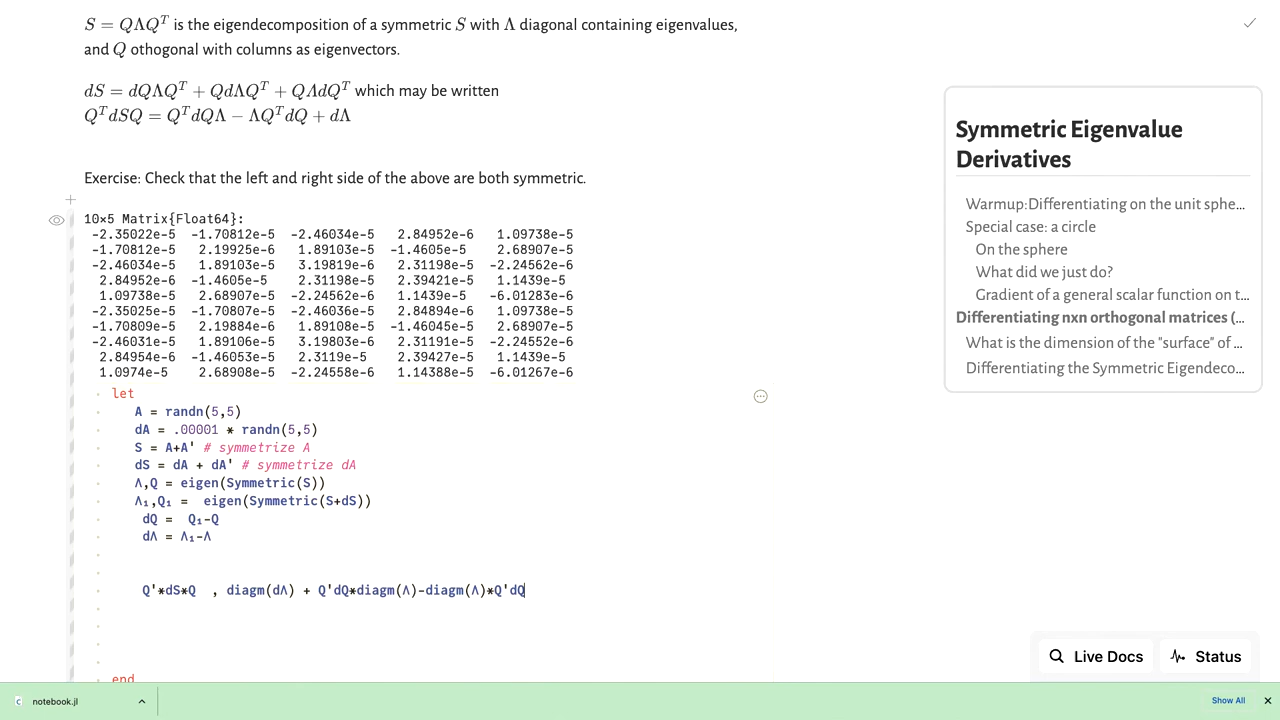 S = QΛQᵀ is the eigendecomposition of a symmetric S with Λ diagonal containing eigenvalues,
and Q othogonal with columns as eigenvectors.
dS = dQΛQᵀ + QdΛQᵀ + QΛdQᵀ which may be written
QᵀdSQ = QᵀdQΛ − ΛQᵀdQ + dΛ
Exercise: Check that the left and right side of the above are both symmetric.
10×5 Matrix{Float64}:
-2.35022e-5 -1.70812e-5 -2.46034e-5 2.84952e-6 1.09738e-5
-1.70812e-5 2.19925e-6 1.89103e-5 -1.4605e-5 2.68907e-5
-2.46034e-5 1.89103e-5 3.19819e-6 2.31198e-5 -2.24562e-6
2.84952e-6 -1.4605e-5 2.31198e-5 2.39421e-5 1.1439e-5
1.09738e-5 2.68907e-5 -2.24562e-6 1.1439e-5 -6.01283e-6
-2.35025e-5 -1.70807e-5 -2.46036e-5 2.84894e-6 1.09738e-5
-1.70809e-5 2.19884e-6 1.89108e-5 -1.46045e-5 2.68907e-5
-2.46031e-5 1.89106e-5 3.19803e-6 2.31191e-5 -2.24552e-6
2.84954e-6 -1.46053e-5 2.3119e-5 2.39427e-5 1.1439e-5
1.0974e-5 2.68908e-5 -2.24558e-6 1.14388e-5 -6.01267e-6
let
A = randn(5,5)
dA = .00001 * randn(5,5)
S = A+A' # symmetrize A
dS = dA + dA' # symmetrize dA
Λ,Q = eigen(Symmetric(S))
Λ₁,Q₁ = eigen(Symmetric(S+dS))
dQ = Q₁-Q
dΛ = Λ₁-Λ
Q'*dS*Q , diagm(dΛ) + Q'dQ*diagm(Λ)-diagm(Λ)*Q'dQ
end
Symmetric Eigenvalue
Derivatives
Warmup:Differentiating on the unit sphe...
Special case: a circle
On the sphere
What did we just do?
Gradient of a general scalar function on t...
Differentiating nxn orthogonal matrices (...
What is the dimension of the "surface" of ...
Differentiating the Symmetric Eigendeco...
Live Docs Status
notebook.jl
Show All